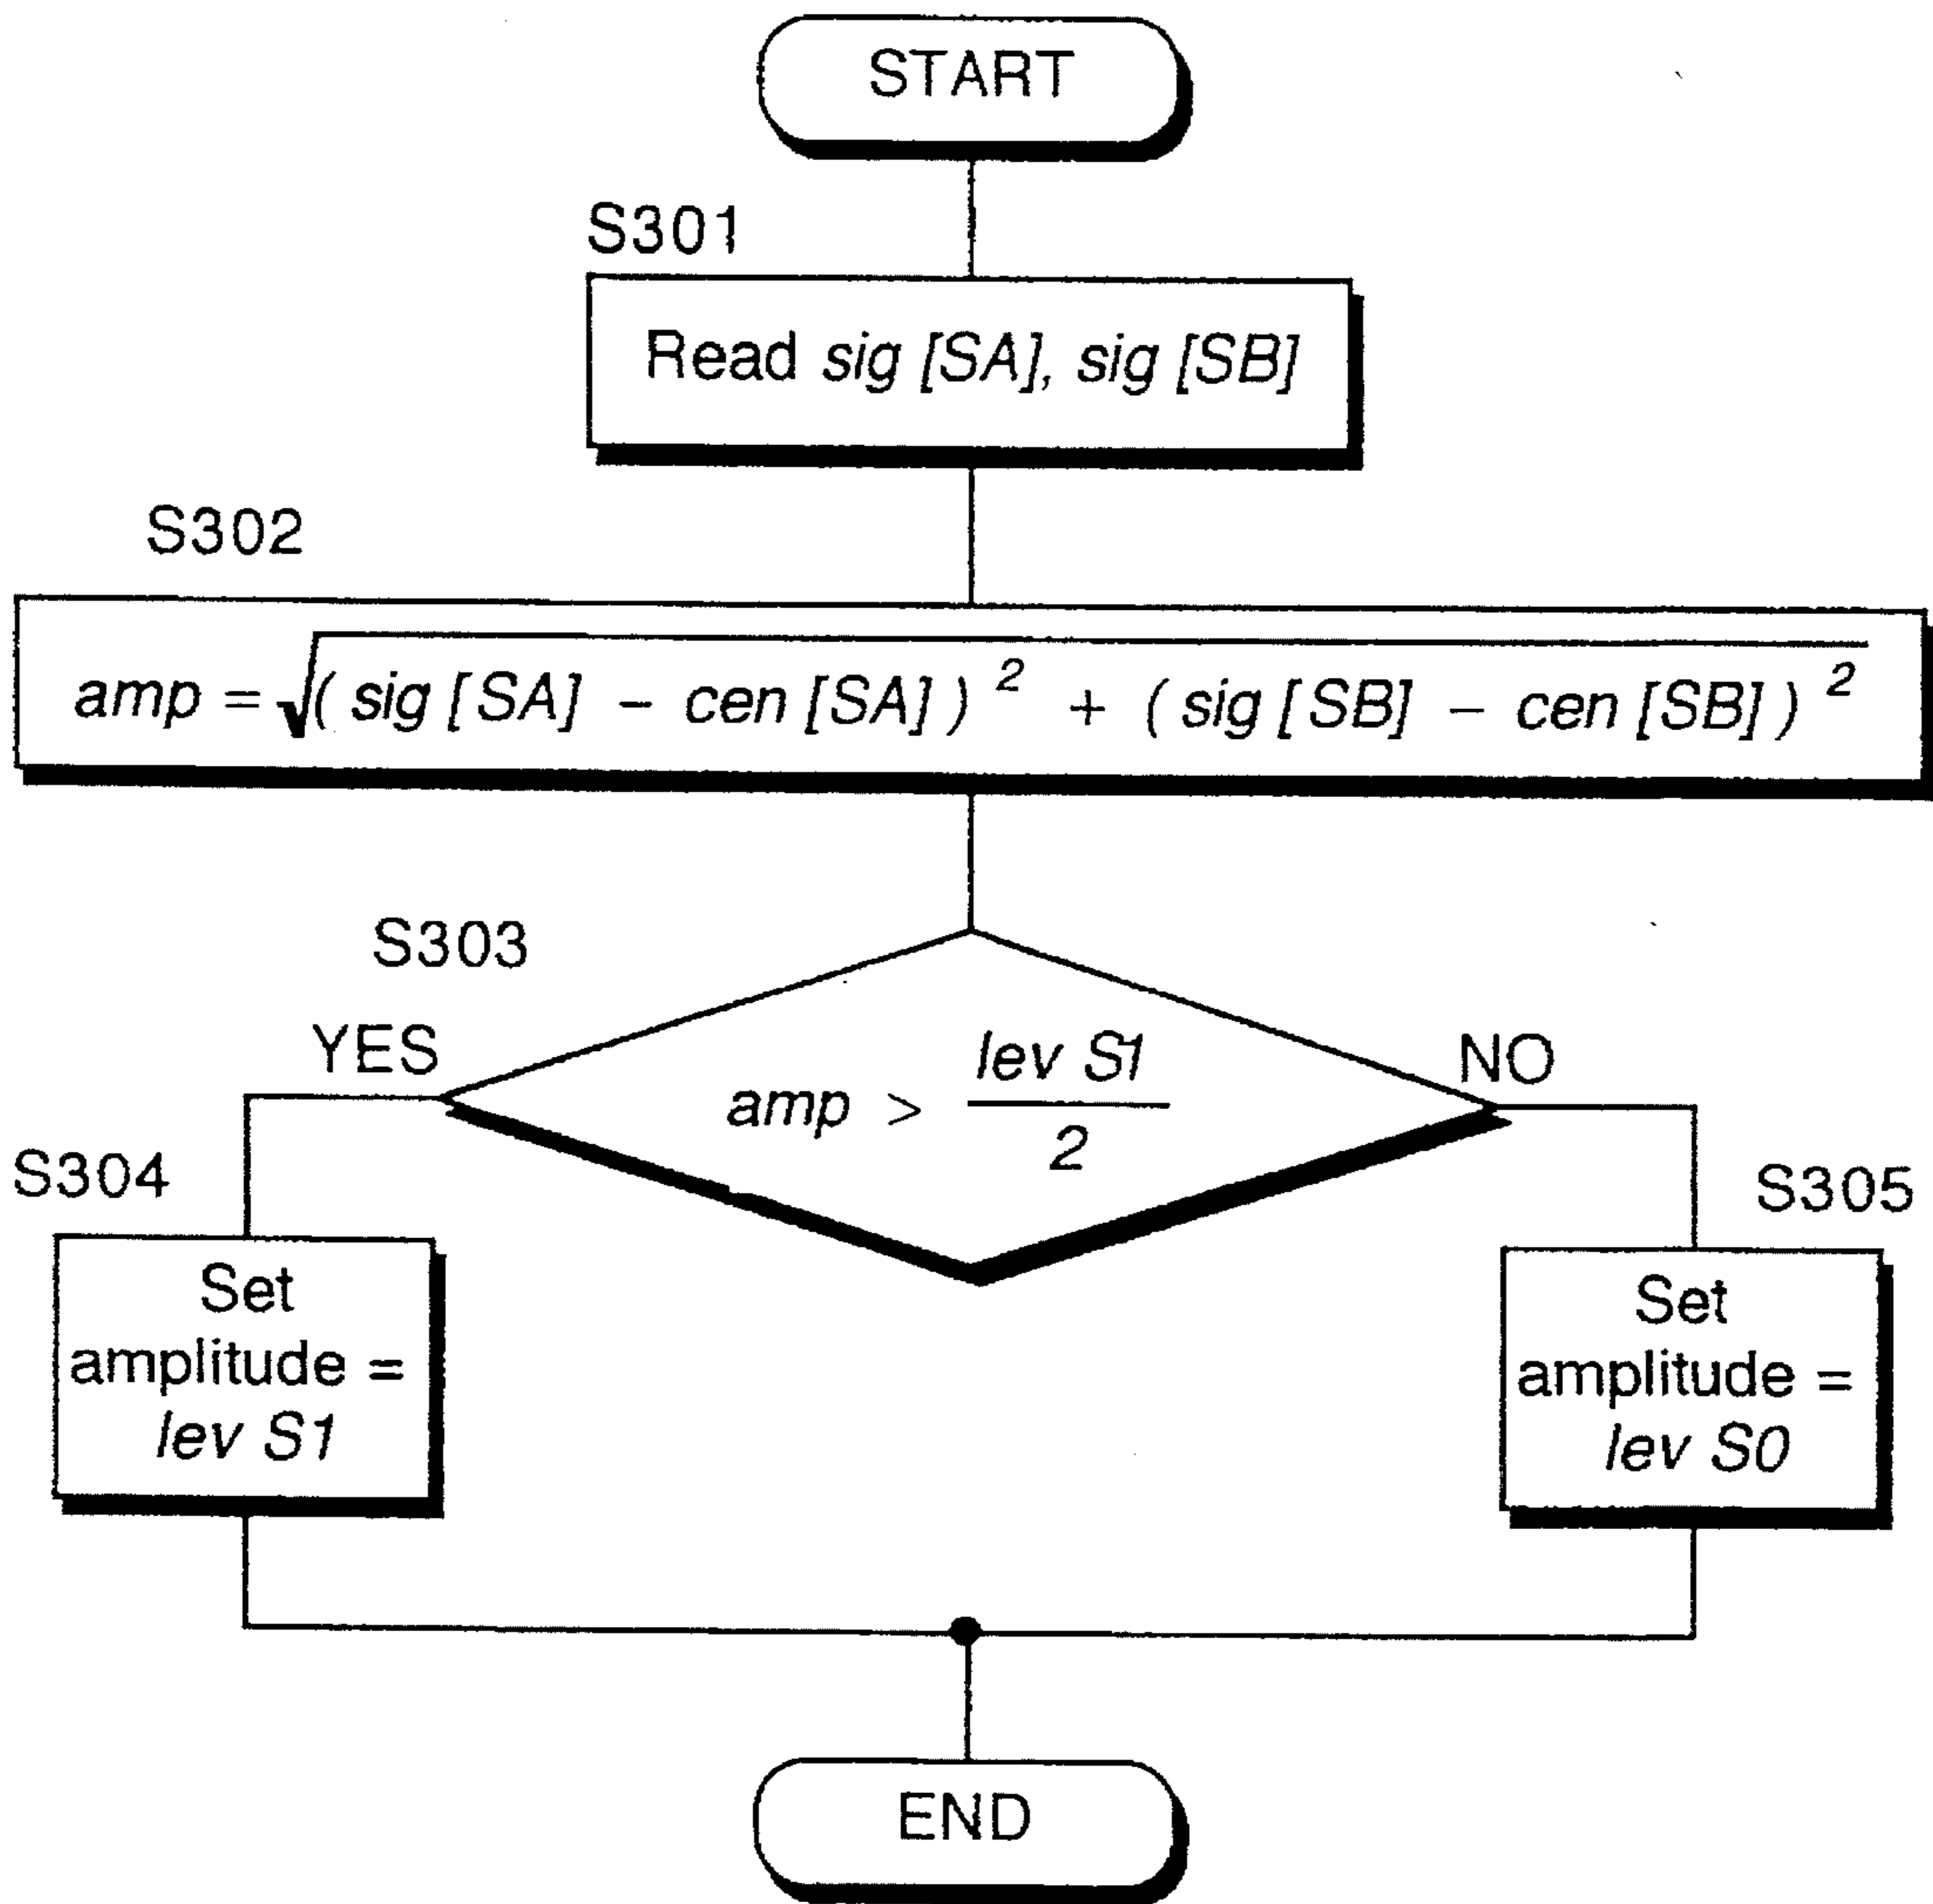 START
S301
Read sig [SA], sig [SB]
S302
amp = √( sig [SA] − cen [SA] ) ² + ( sig [SB] − cen [SB] ) ²
S303
YES
NO
amp > lev S1 / 2
S304
S305
Set
amplitude =
lev S1
Set
amplitude =
lev S0
END